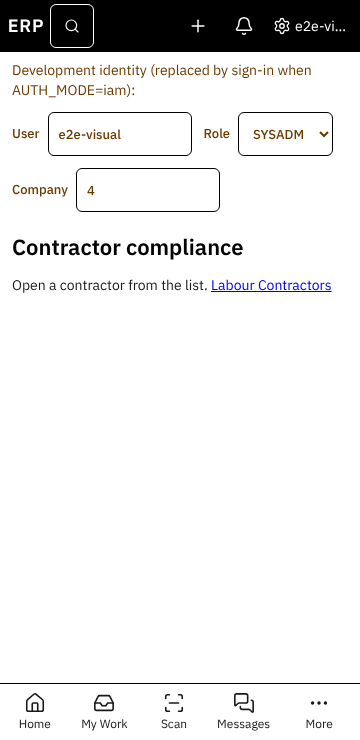 ERP
e2e-vi...
Development identity (replaced by sign-in when
AUTH_MODE=iam):
User e2e-visual Role SYSADM
Company 4
Contractor compliance
Open a contractor from the list. Labour Contractors
Home My Work Scan Messages More